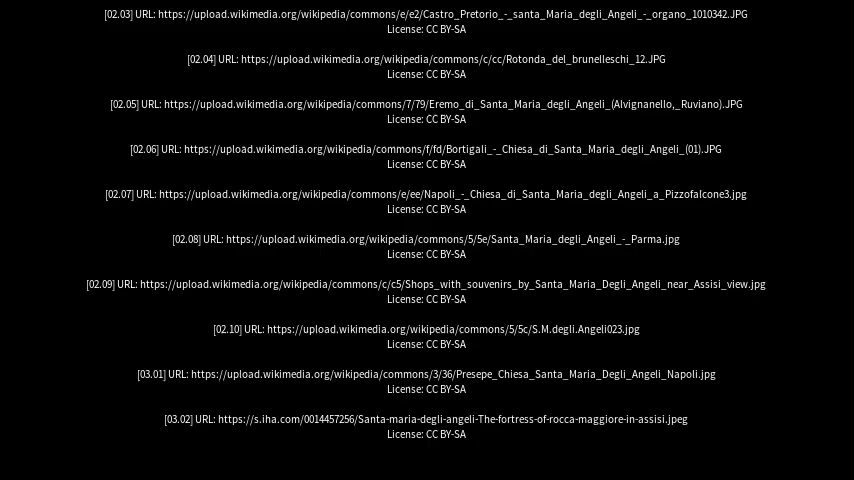 [02.03] URL: https://upload.wikimedia.org/wikipedia/commons/e/e2/Castro_Pretorio_-_santa_Maria_degli_Angeli_-_organo_1010342.JPG
License: CC BY-SA
[02.04] URL: https://upload.wikimedia.org/wikipedia/commons/c/cc/Rotonda_del_brunelleschi_12.JPG
License: CC BY-SA
[02.05] URL: https://upload.wikimedia.org/wikipedia/commons/7/79/Eremo_di_Santa_Maria_degli_Angeli_(Alvignanello,_Ruviano).JPG
License: CC BY-SA
[02.06] URL: https://upload.wikimedia.org/wikipedia/commons/f/fd/Bortigali_-_Chiesa_di_Santa_Maria_degli_Angeli_(01).JPG
License: CC BY-SA
[02.07] URL: https://upload.wikimedia.org/wikipedia/commons/e/ee/Napoli_-_Chiesa_di_Santa_Maria_degli_Angeli_a_Pizzofalcone3.jpg
License: CC BY-SA
[02.08] URL: https://upload.wikimedia.org/wikipedia/commons/5/5e/Santa_Maria_degli_Angeli_-_Parma.jpg
License: CC BY-SA
[02.09] URL: https://upload.wikimedia.org/wikipedia/commons/c/c5/Shops_with_souvenirs_by_Santa_Maria_Degli_Angeli_near_Assisi_view.jpg
License: CC BY-SA
[02.10] URL: https://upload.wikimedia.org/wikipedia/commons/5/5c/S.M.degli.Angeli023.jpg
License: CC BY-SA
[03.01] URL: https://upload.wikimedia.org/wikipedia/commons/3/36/Presepe_Chiesa_Santa_Maria_Degli_Angeli_Napoli.jpg
License: CC BY-SA
[03.02] URL: https://s.iha.com/0014457256/Santa-maria-degli-angeli-The-fortress-of-rocca-maggiore-in-assisi.jpeg
License: CC BY-SA